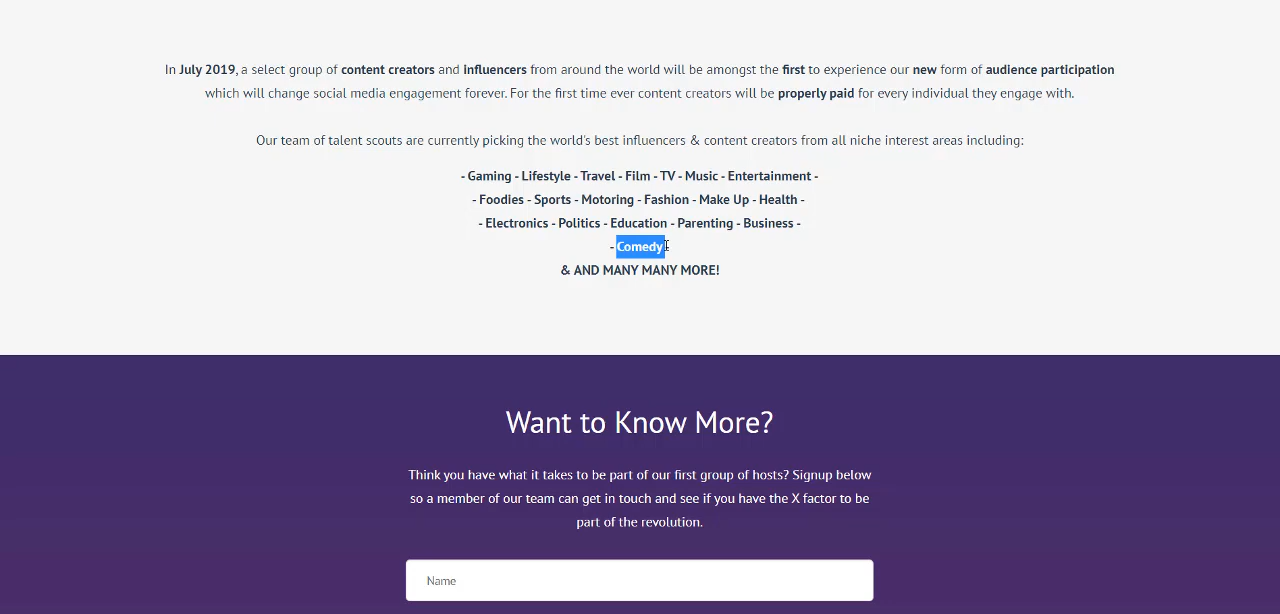 In July 2019, a select group of content creators and influencers from around the world will be amongst the first to experience our new form of audience participation
which will change social media engagement forever. For the first time ever content creators will be properly paid for every individual they engage with.
Our team of talent scouts are currently picking the world's best influencers & content creators from all niche interest areas including:
- Gaming - Lifestyle - Travel - Film - TV - Music - Entertainment -
- Foodies - Sports - Motoring - Fashion - Make Up - Health -
- Electronics - Politics - Education - Parenting - Business -
- Comedy -
& AND MANY MANY MORE!
Want to Know More?
Think you have what it takes to be part of our first group of hosts? Signup below
so a member of our team can get in touch and see if you have the X factor to be
part of the revolution.
Name